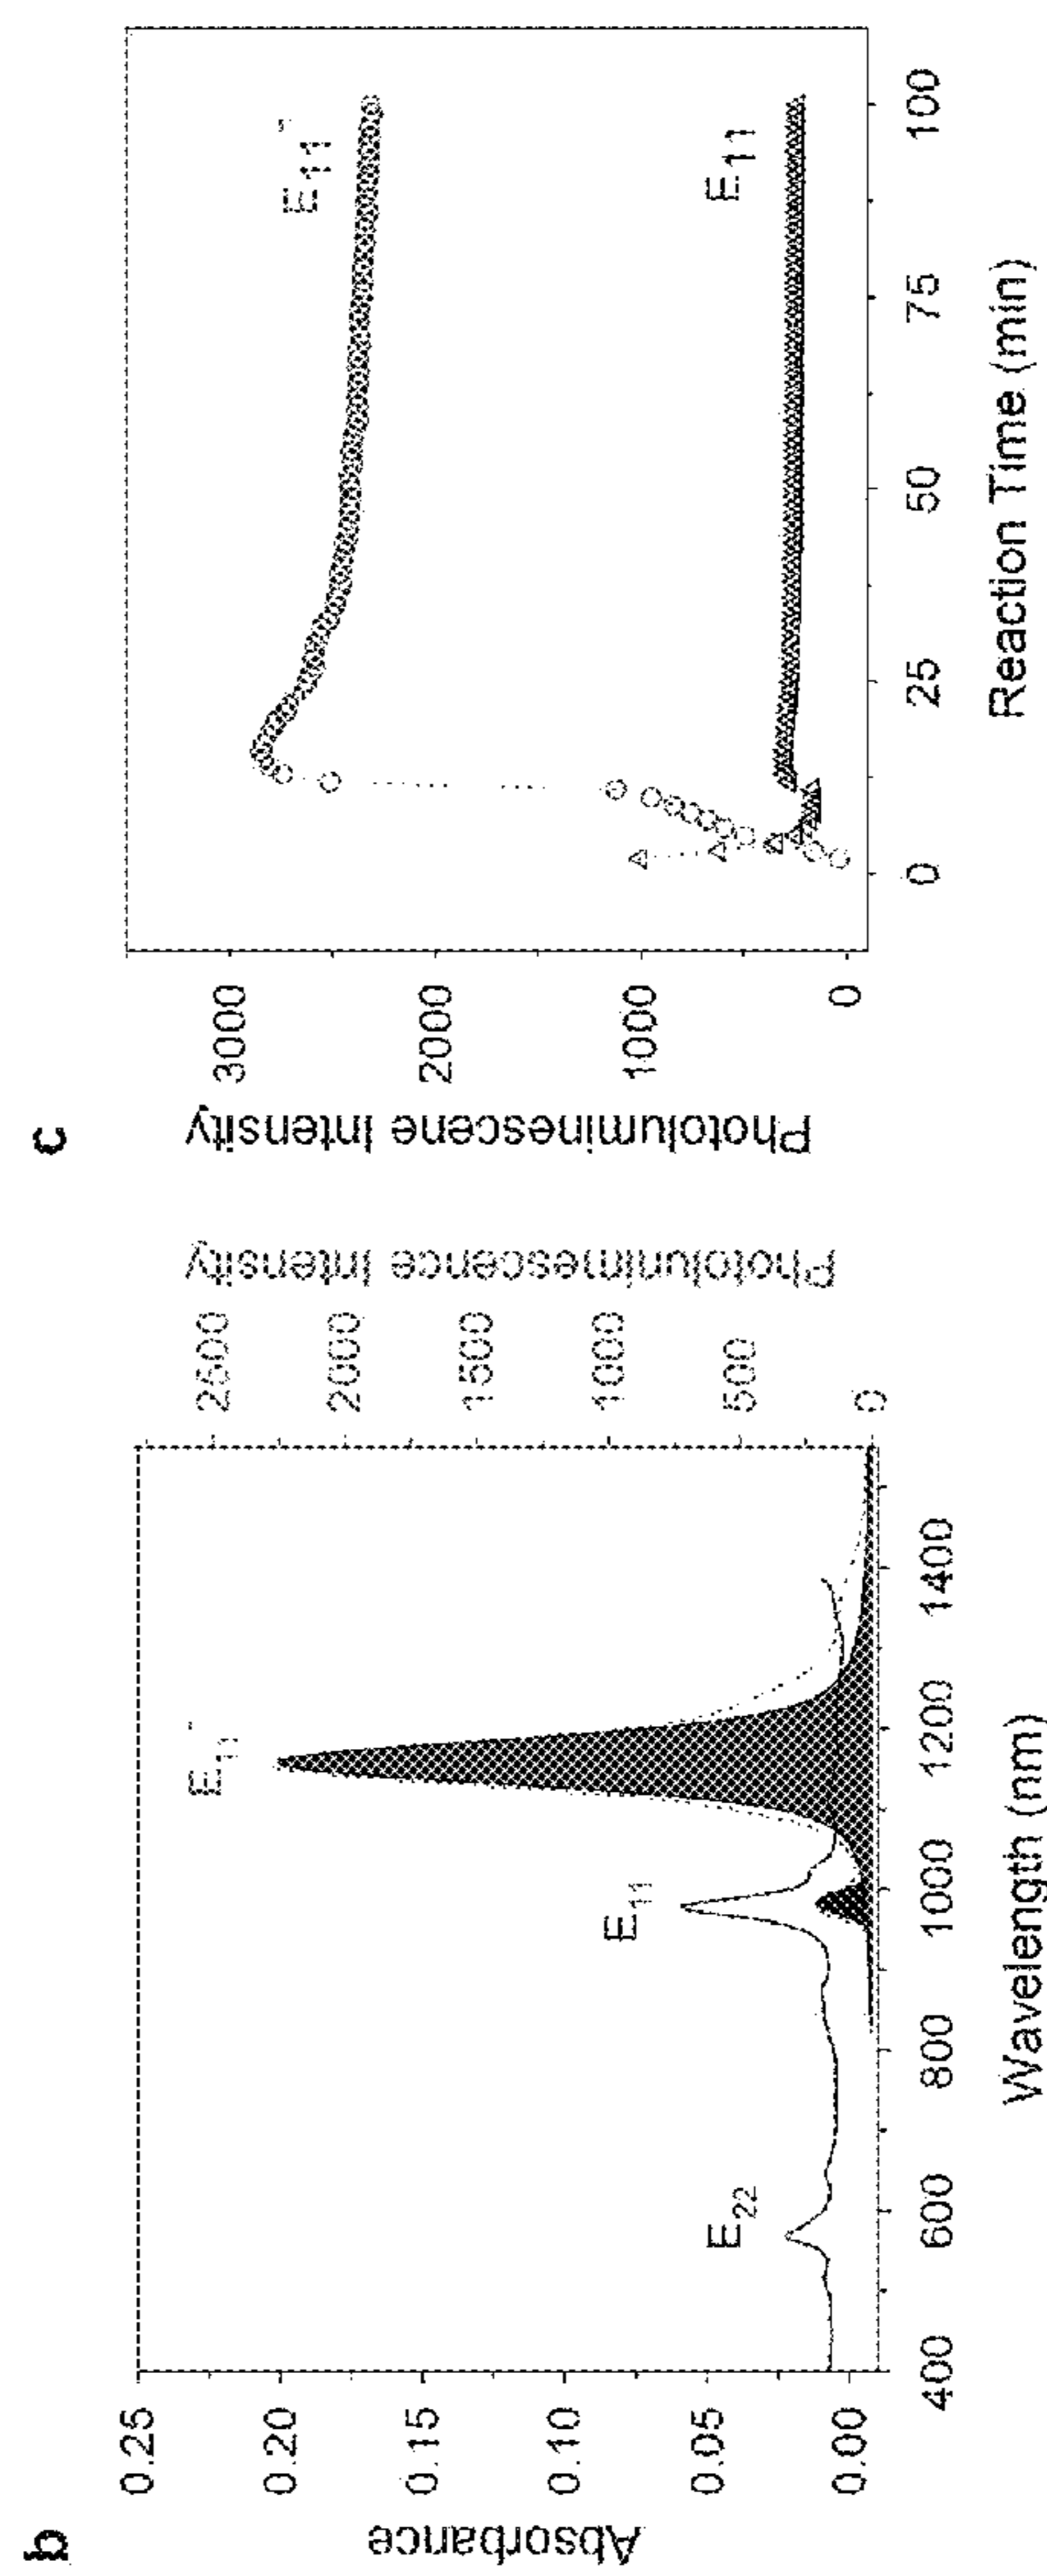 b
Absorbance
0.25
0.20
0.15
0.10
0.05
0.00
E22
E11
E11-
2500
2000
1500
1000
500
0
Photoluminescence Intensity
400
600
800
1000
1200
1400
Wavelength (nm)
c
Photoluminescene Intensity
3000
2000
1000
0
E11-
E11
0
25
50
75
100
Reaction Time (min)